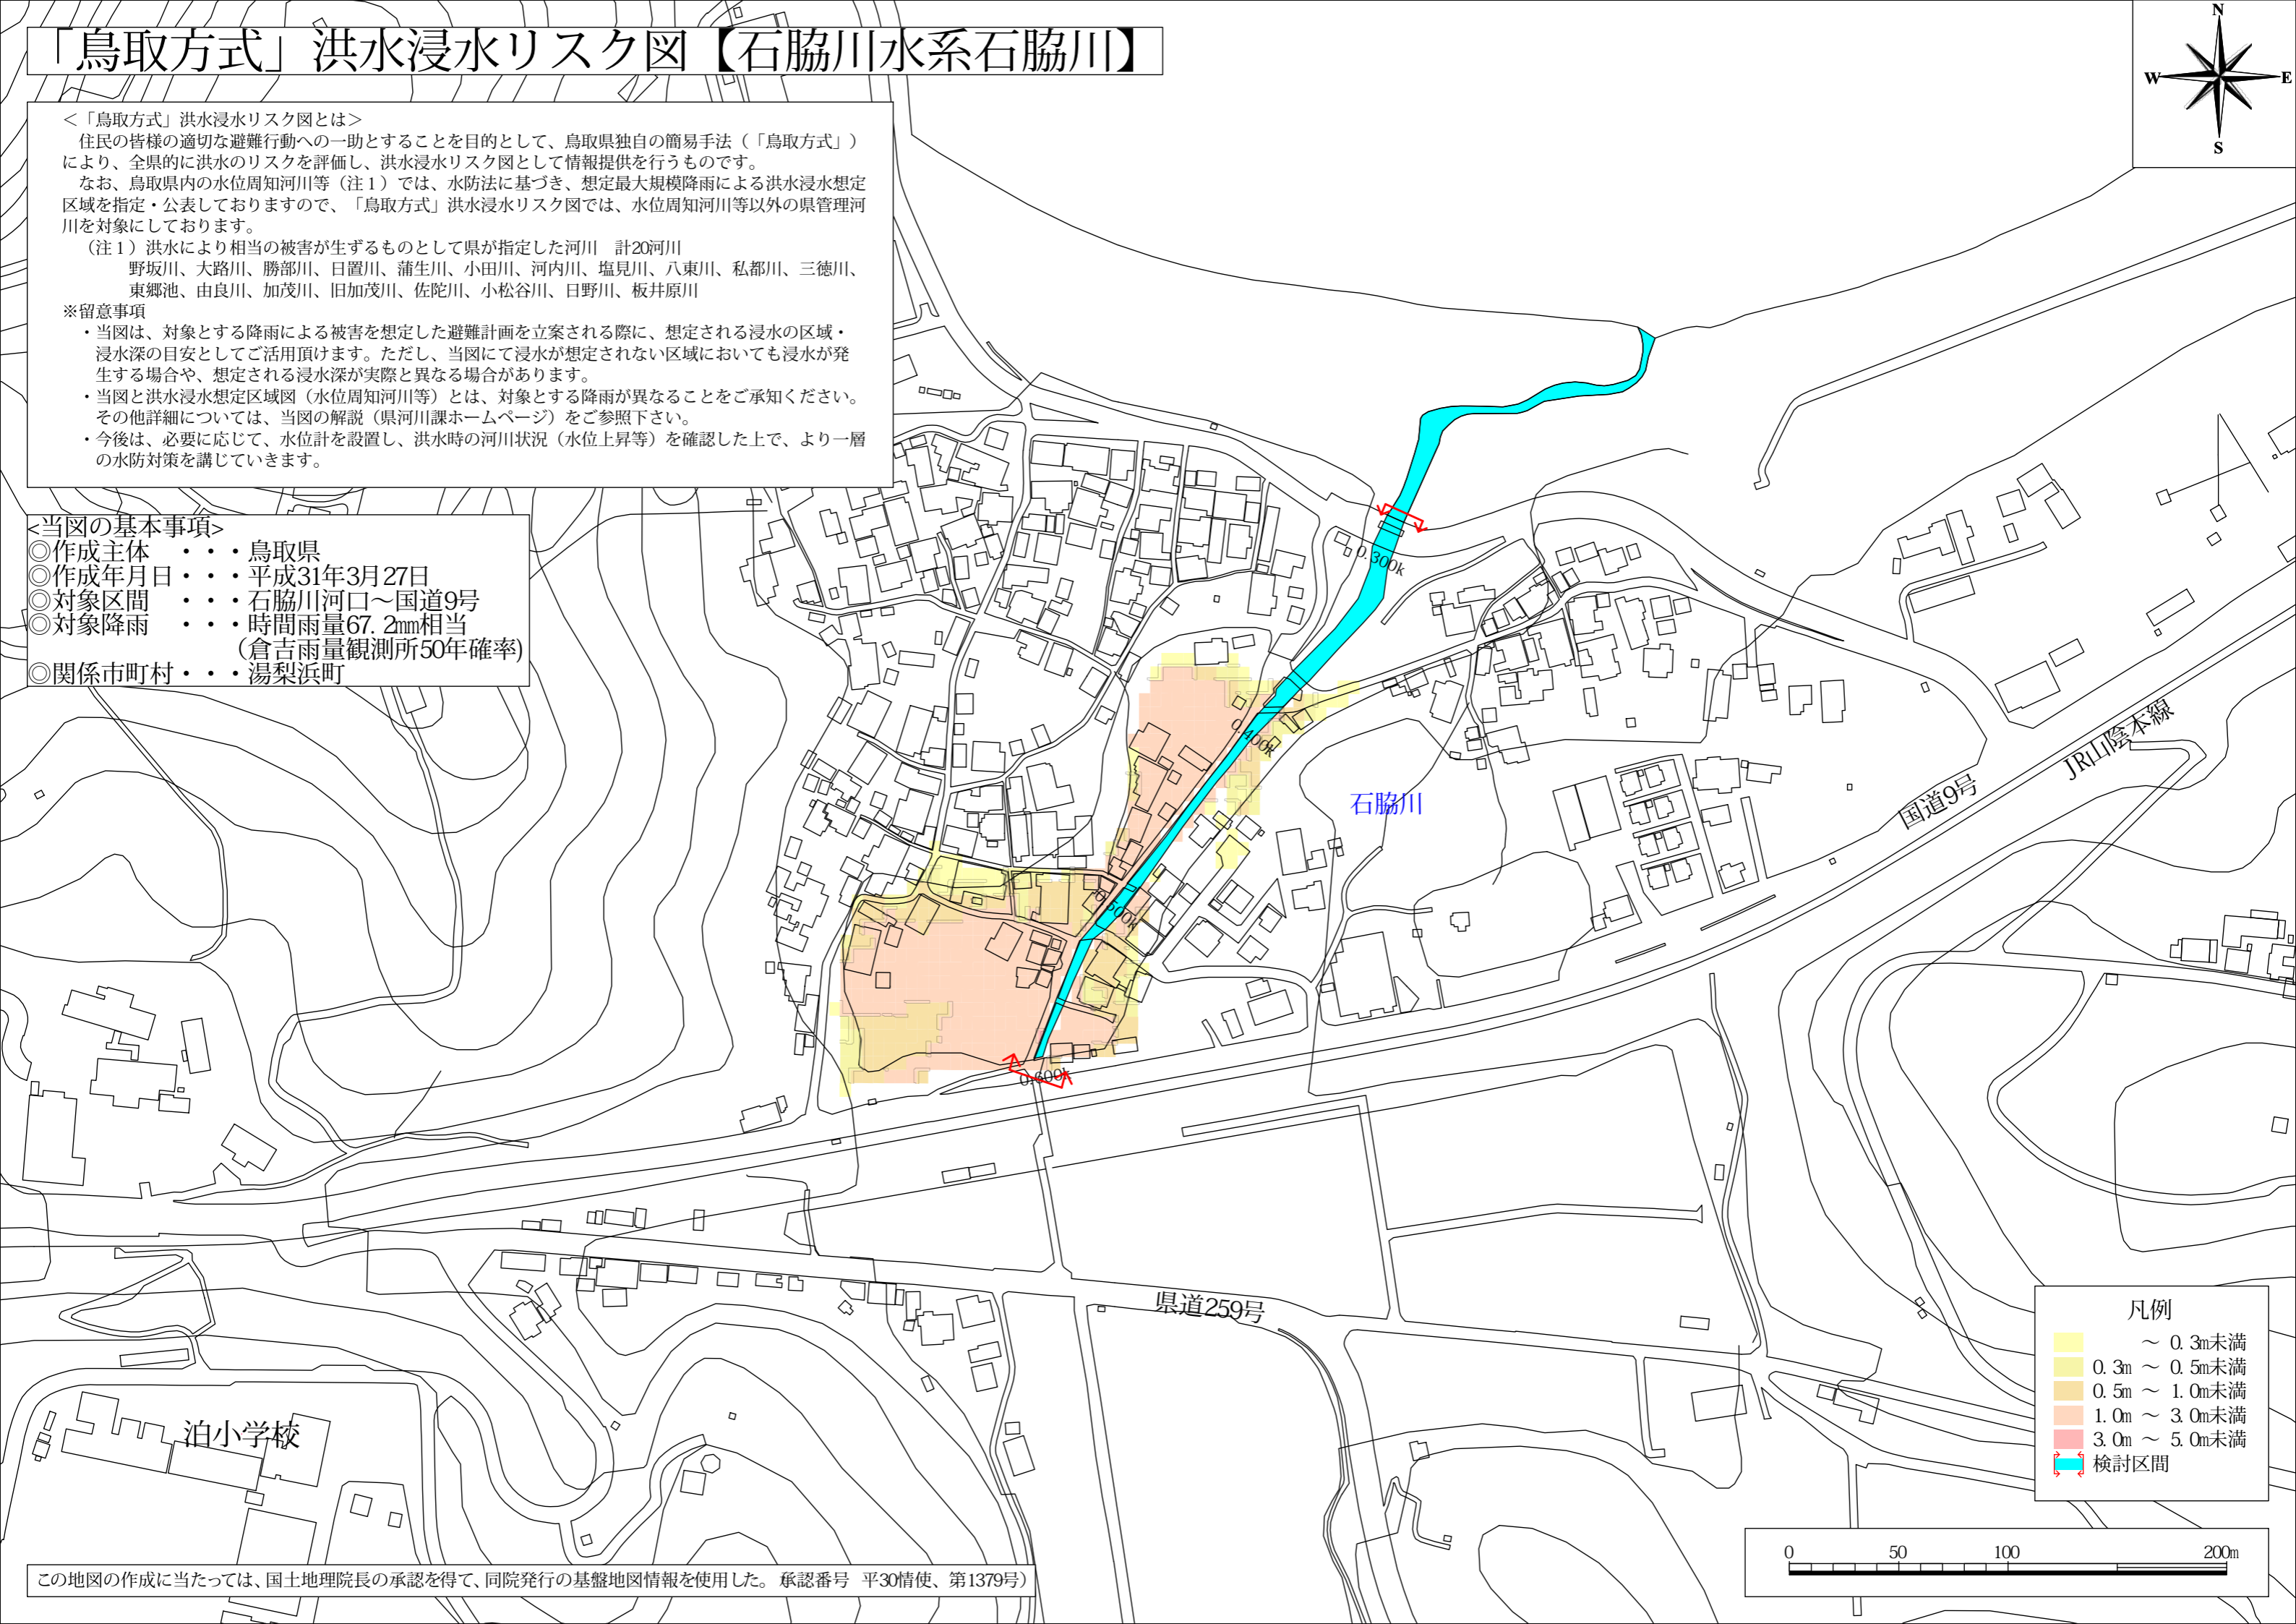 「鳥取方式」洪水浸水リスク図【石脇川水系石脇川】
N
W
E
S
＜「鳥取方式」洪水浸水リスク図とは＞
住民の皆様の適切な避難行動への一助とすることを目的として、鳥取県独自の簡易手法（「鳥取方式」）
により、全県的に洪水のリスクを評価し、洪水浸水リスク図として情報提供を行うものです。
なお、鳥取県内の水位周知河川等（注１）では、水防法に基づき、想定最大規模降雨による洪水浸水想定
区域を指定・公表しておりますので、「鳥取方式」洪水浸水リスク図では、水位周知河川等以外の県管理河
川を対象にしております。
（注１）洪水により相当の被害が生ずるものとして県が指定した河川　計20河川
野坂川、大路川、勝部川、日置川、蒲生川、小田川、河内川、塩見川、八東川、私都川、三徳川、
東郷池、由良川、加茂川、旧加茂川、佐陀川、小松谷川、日野川、板井原川
※留意事項
・当図は、対象とする降雨による被害を想定した避難計画を立案される際に、想定される浸水の区域・
浸水深の目安としてご活用頂けます。ただし、当図にて浸水が想定されない区域においても浸水が発
生する場合や、想定される浸水深が実際と異なる場合があります。
・当図と洪水浸水想定区域図（水位周知河川等）とは、対象とする降雨が異なることをご承知ください。
その他詳細については、当図の解説（県河川課ホームページ）をご参照下さい。
・今後は、必要に応じて、水位計を設置し、洪水時の河川状況（水位上昇等）を確認した上で、より一層
の水防対策を講じていきます。
<当図の基本事項>
◎作成主体　・・・鳥取県
◎作成年月日・・・平成31年3月27日
◎対象区間　・・・石脇川河口～国道9号
◎対象降雨　・・・時間雨量67.2mm相当
(倉吉雨量観測所50年確率)
◎関係市町村・・・湯梨浜町
0.300k
0.400k
石脇川
JR山陰本線
国道9号
0.500k
0.600k
県道259号
泊小学校
凡例
～ 0.3m未満
0.3m ～ 0.5m未満
0.5m ～ 1.0m未満
1.0m ～ 3.0m未満
3.0m ～ 5.0m未満
検討区間
0 50 100 200m
この地図の作成に当たっては、国土地理院長の承認を得て、同院発行の基盤地図情報を使用した。承認番号 平30情使、第1379号）